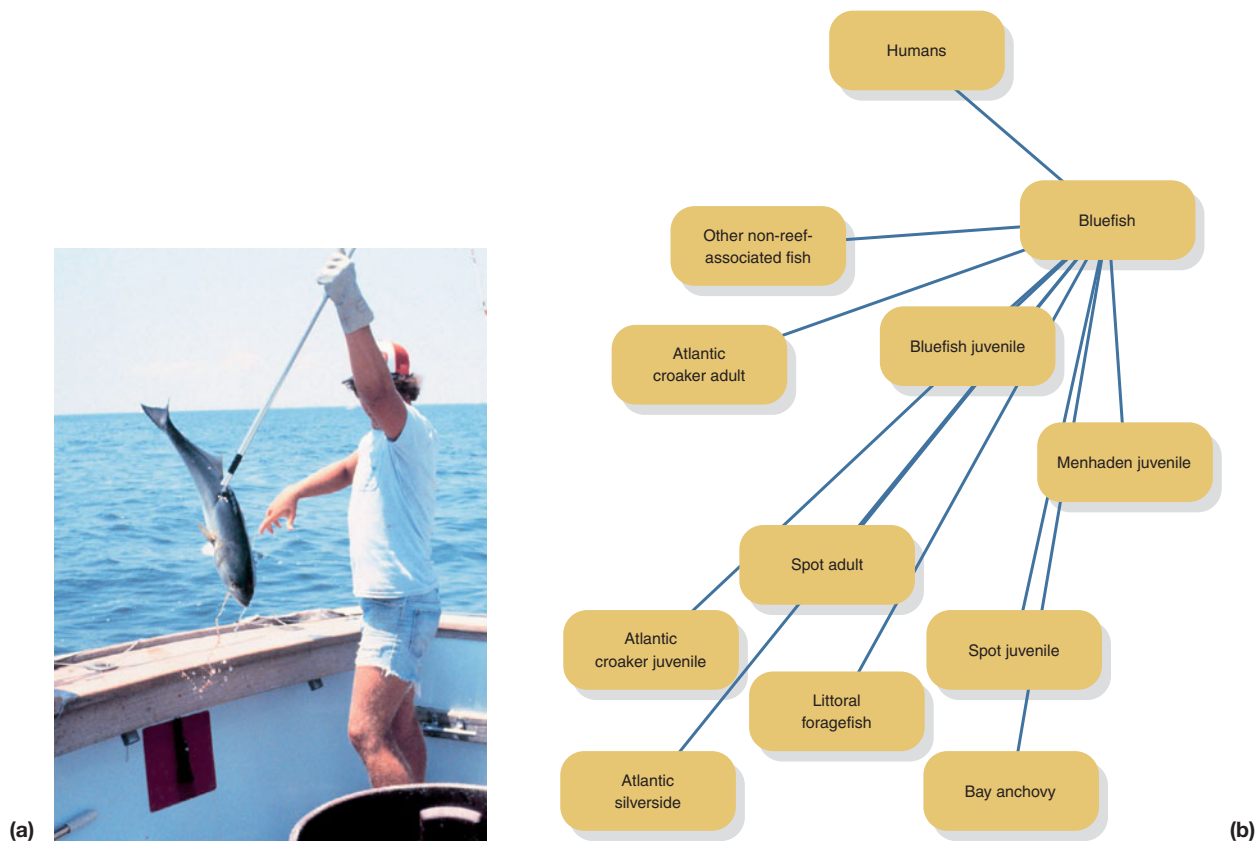 Humans
Bluefish
Other non-reef-
associated fish
Bluefish juvenile
Atlantic
croaker adult
Menhaden juvenile
Spot adult
Atlantic
croaker juvenile
Spot juvenile
Littoral
foragefish
Atlantic
silverside
Bay anchovy
(a)
(b)